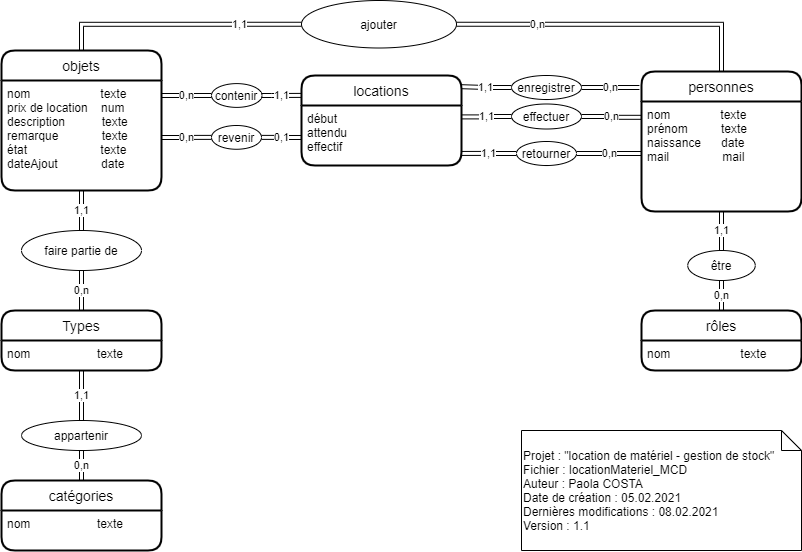 ajouter
1,1
0,n
objets
nom texte
prix de location num
description texte
remarque texte
état texte
dateAjout date
0,n
contenir
1,1
0,n
revenir
0,1
locations
début
attendu
effectif
1,1
enregistrer
0,n
1,1
effectuer
0,n
1,1
retourner
0,n
personnes
nom texte
prénom texte
naissance date
mail mail
1,1
faire partie de
0,n
1,1
être
0,n
Types
nom texte
rôles
nom texte
1,1
appartenir
0,n
catégories
nom texte
Projet : "location de matériel - gestion de stock"
Fichier : locationMateriel_MCD
Auteur : Paola COSTA
Date de création : 05.02.2021
Dernières modifications : 08.02.2021
Version : 1.1